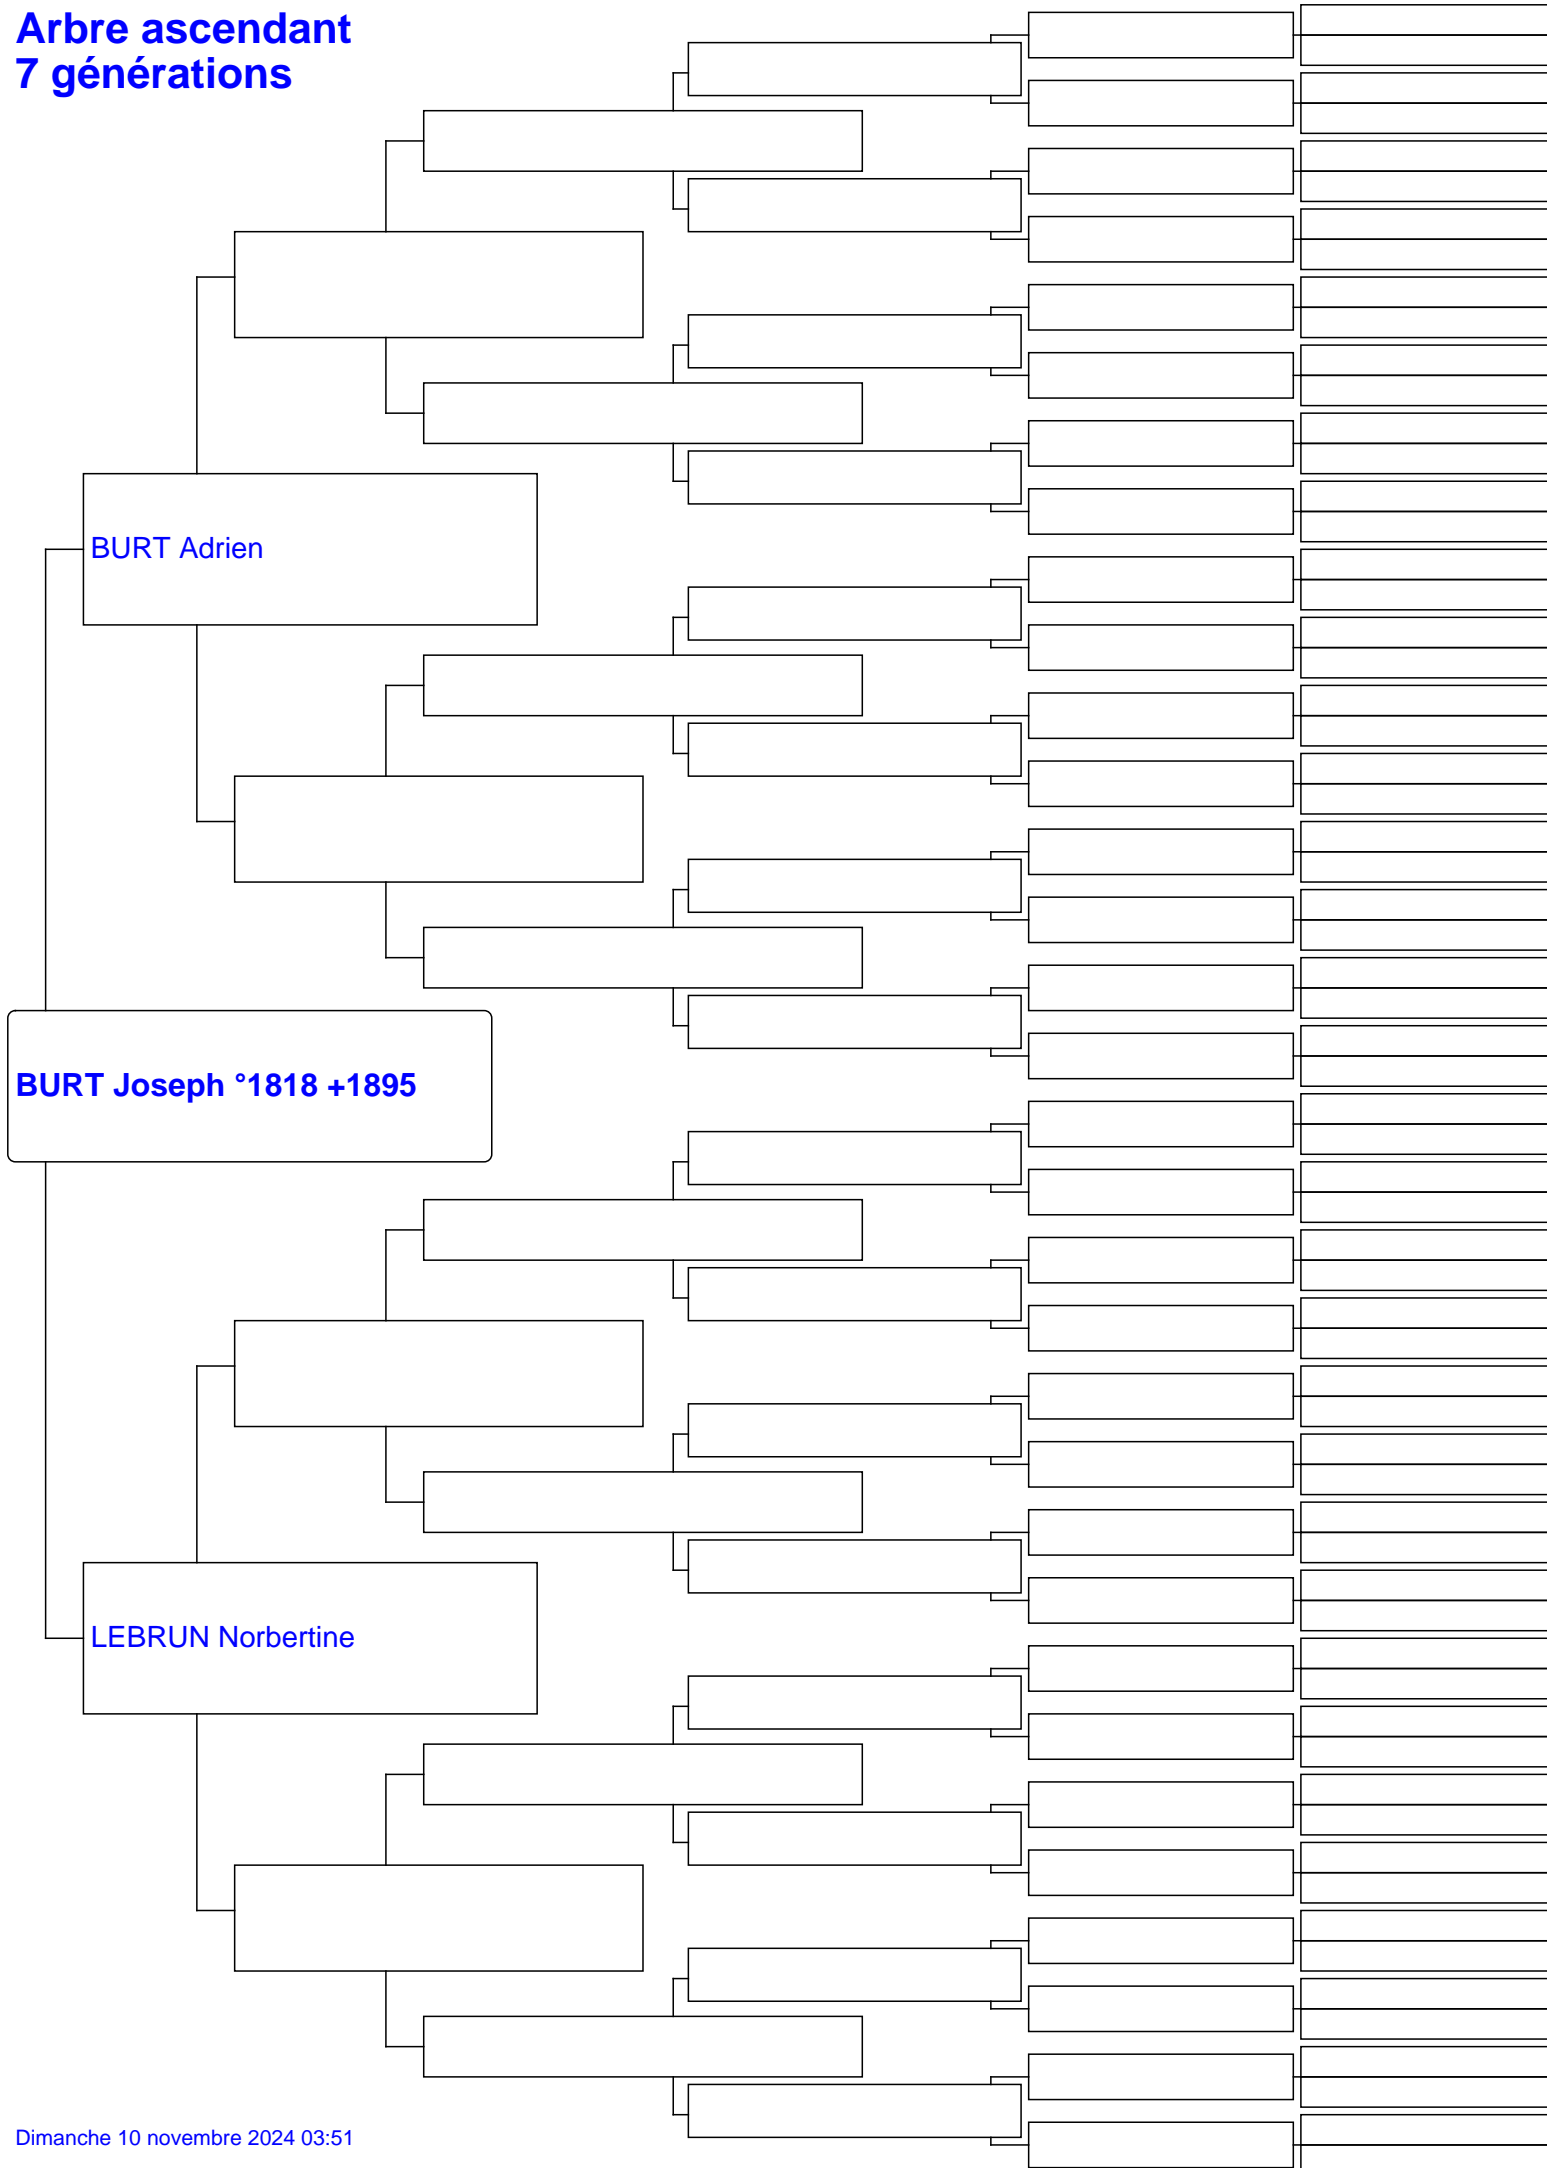 Arbre ascendant
7 générations
BURT Adrien
BURT Joseph °1818 +1895
LEBRUN Norbertine
Dimanche 10 novembre 2024 03:51